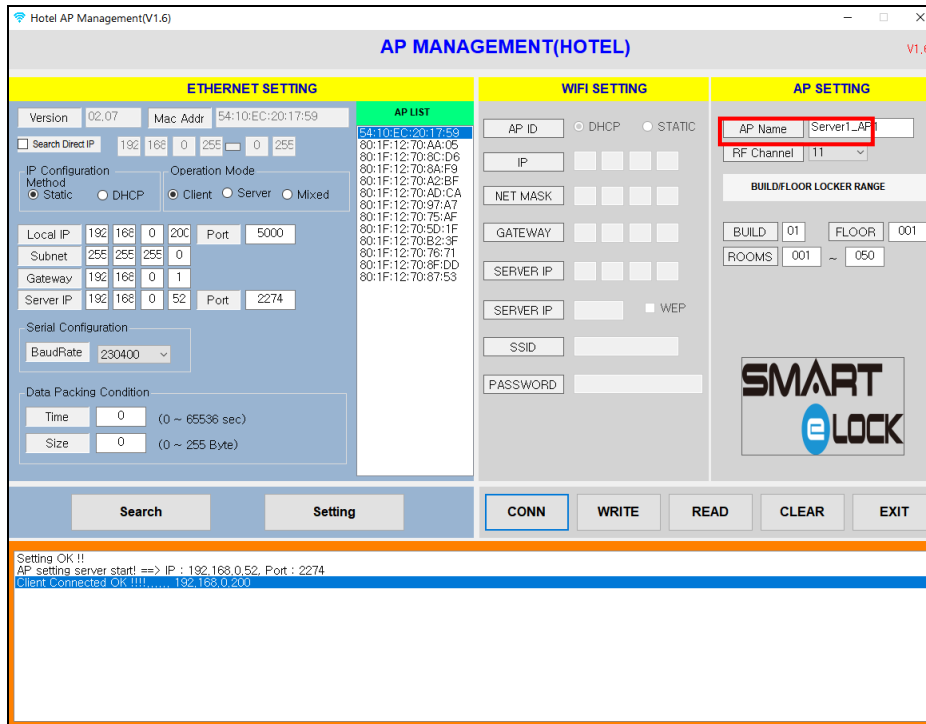 Hotel AP Management(V1.6)
AP MANAGEMENT(HOTEL)
ETHERNET SETTING
WIFI SETTING
AP SETTING
Version 02,07 Mac Addr 54:10:EC:20:17:59
Search Direct IP 192 168 0 255 0 255
IP Configuration Method
Static DHCP
Operation Mode
Client Server Mixed
Local IP 192 168 0 200 Port 5000
Subnet 255 255 255 0
Gateway 192 168 0 1
Server IP 192 168 0 52 Port 2274
Serial Configuration
BaudRate 230400
Data Packing Condition
Time 0 (0 ~ 65536 sec)
Size 0 (0 ~ 255 Byte)
AP LIST
54:10:EC:20:17:59
80:1F:12:70:AA:05
80:1F:12:70:8C:D6
80:1F:12:70:8A:F9
80:1F:12:70:A2:BF
80:1F:12:70:AD:CA
80:1F:12:70:97:A7
80:1F:12:70:75:AF
80:1F:12:70:5D:1F
80:1F:12:70:B2:3F
80:1F:12:70:76:71
80:1F:12:70:8F:DD
80:1F:12:70:87:53
AP ID DHCP STATIC
IP
NET MASK
GATEWAY
SERVER IP
SERVER IP WEP
SSID
PASSWORD
AP Name Server1_AP1
RF Channel 11
BUILD/FLOOR LOCKER RANGE
BUILD 01 FLOOR 001
ROOMS 001 ~ 050
SMART
e LOCK
Search Setting
CONN WRITE READ CLEAR EXIT
Setting OK !!
AP setting server start! ==> IP : 192,168,0,52, Port : 2274
Client Connected OK !!!!,,,,,, 192,168,0,200